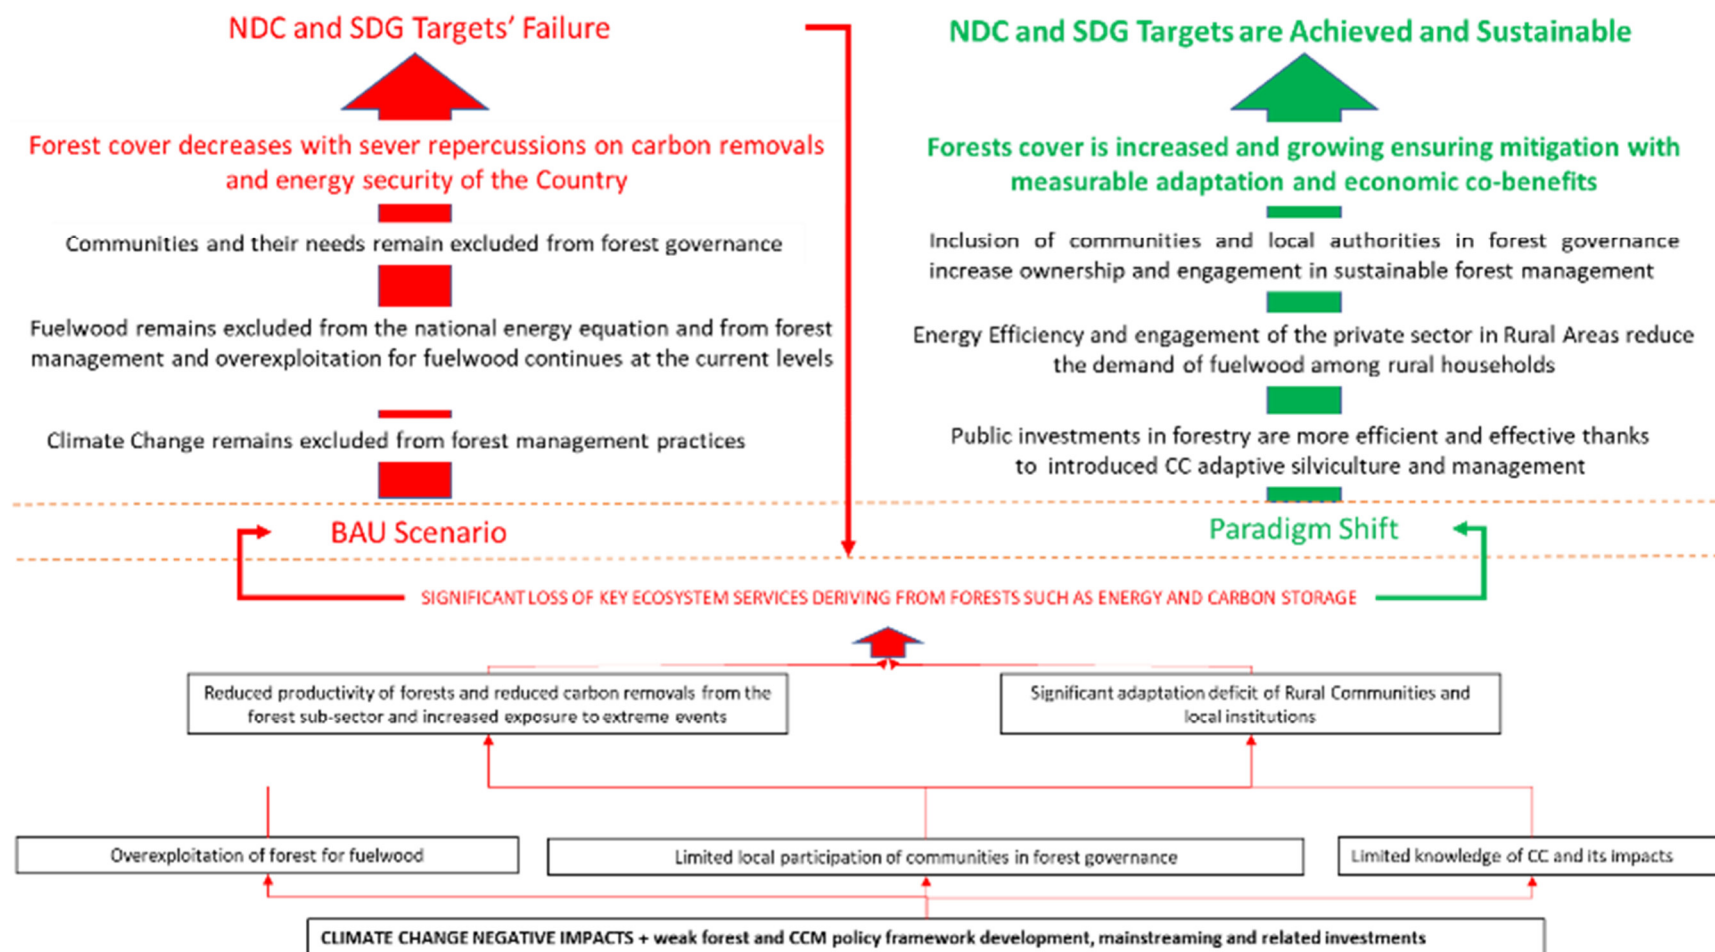 NDC and SDG Targets' Failure
Forest cover decreases with sever repercussions on carbon removals
and energy security of the Country
Communities and their needs remain excluded from forest governance
Fuelwood remains excluded from the national energy equation and from forest
management and overexploitation for fuelwood continues at the current levels
Climate Change remains excluded from forest management practices
BAU Scenario
NDC and SDG Targets are Achieved and Sustainable
Forests cover is increased and growing ensuring mitigation with
measurable adaptation and economic co-benefits
Inclusion of communities and local authorities in forest governance
increase ownership and engagement in sustainable forest management
Energy Efficiency and engagement of the private sector in Rural Areas reduce
the demand of fuelwood among rural households
Public investments in forestry are more efficient and effective thanks
to introduced CC adaptive silviculture and management
Paradigm Shift
SIGNIFICANT LOSS OF KEY ECOSYSTEM SERVICES DERIVING FROM FORESTS SUCH AS ENERGY AND CARBON STORAGE
Reduced productivity of forests and reduced carbon removals from the
forest sub-sector and increased exposure to extreme events
Significant adaptation deficit of Rural Communities and
local institutions
Overexploitation of forest for fuelwood
Limited local participation of communities in forest governance
Limited knowledge of CC and its impacts
CLIMATE CHANGE NEGATIVE IMPACTS + weak forest and CCM policy framework development, mainstreaming and related investments